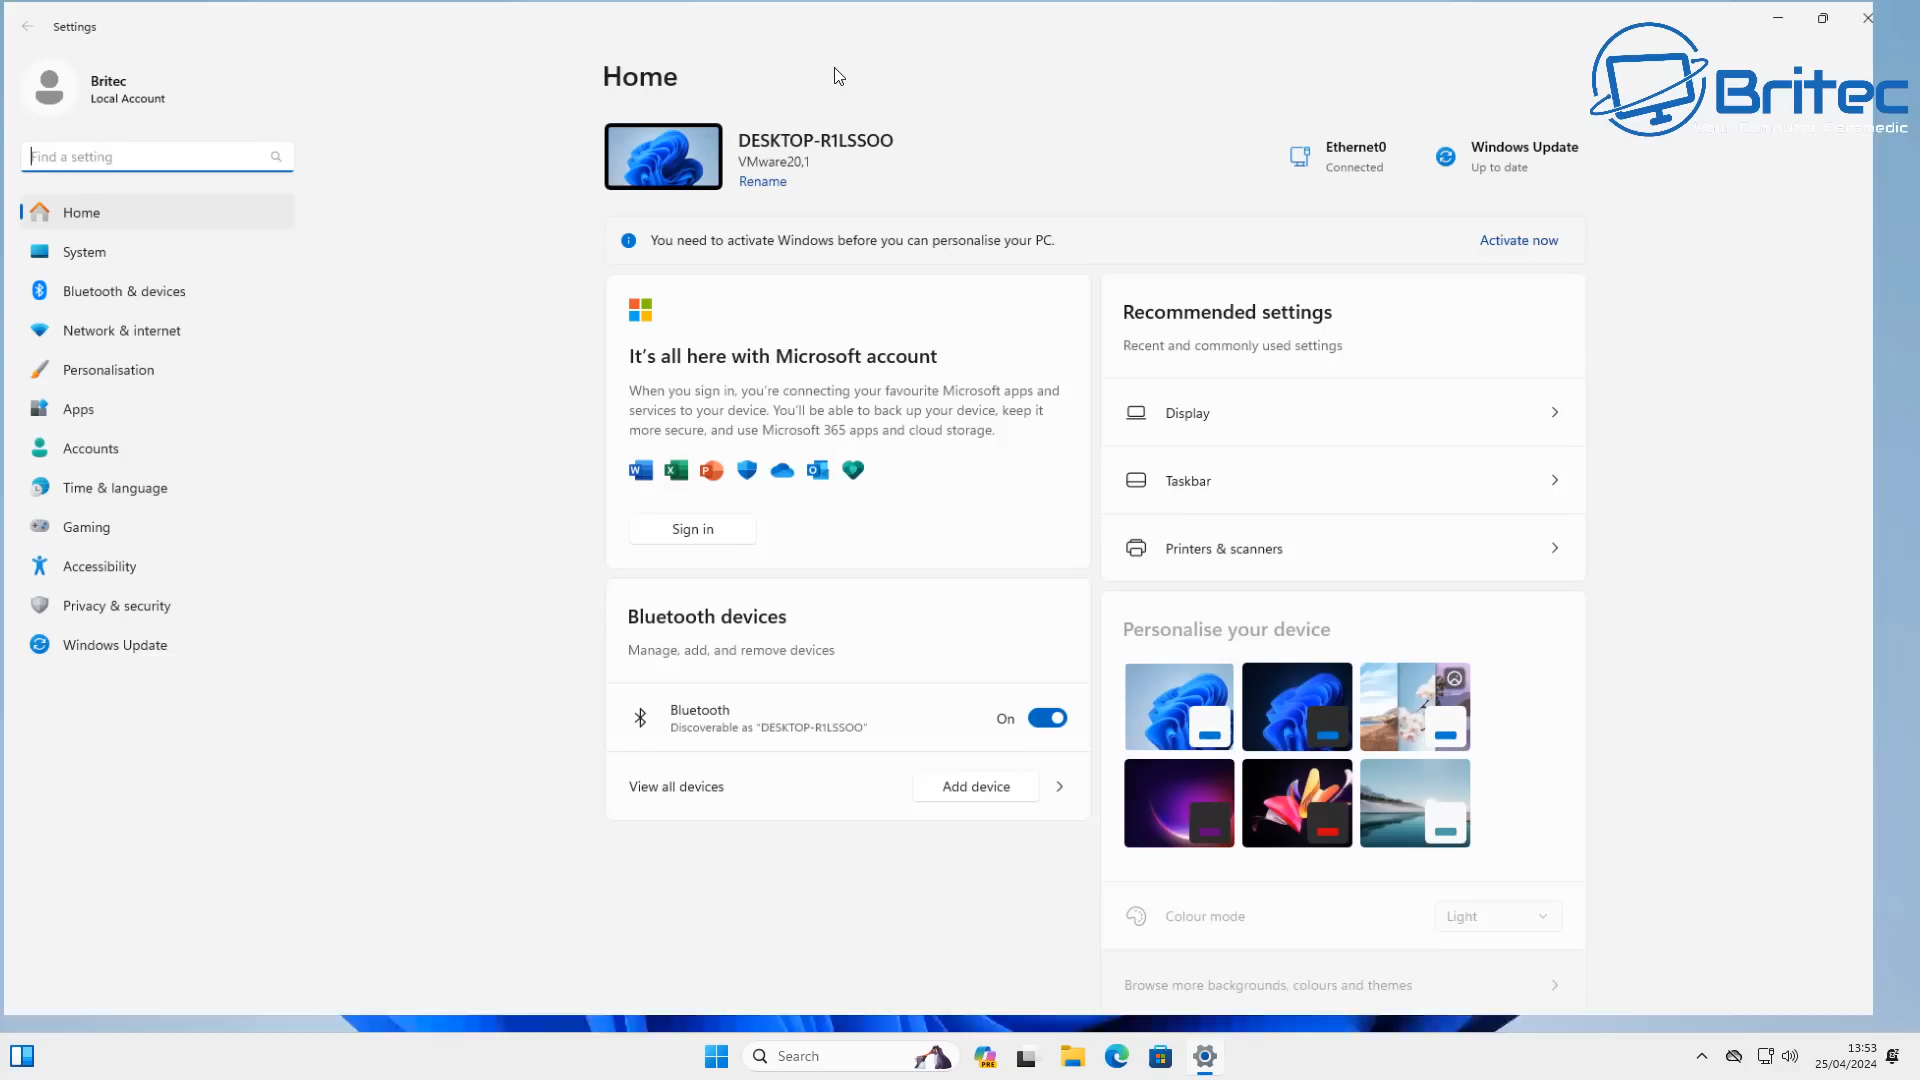 Settings
Britec
Local Account
Find a setting
Home
System
Bluetooth & devices
Network & internet
Personalisation
Apps
Accounts
Time & language
Gaming
Accessibility
Privacy & security
Windows Update
Home
DESKTOP-R1LSSOO
VMware20,1
Rename
Ethernet0
Connected
Windows Update
Up to date
Britec
Your Computer Paramedic
You need to activate Windows before you can personalise your PC.
Activate now
It's all here with Microsoft account
When you sign in, you're connecting your favourite Microsoft apps and
services to your device. You'll be able to back up your device, keep it
more secure, and use Microsoft 365 apps and cloud storage.
Sign in
Bluetooth devices
Manage, add, and remove devices
Bluetooth
Discoverable as "DESKTOP-R1LSSOO"
On
View all devices
Add device
Recommended settings
Recent and commonly used settings
Display
Taskbar
Printers & scanners
Personalise your device
Colour mode
Light
Browse more backgrounds, colours and themes
Search
PRE
13:53
25/04/2024